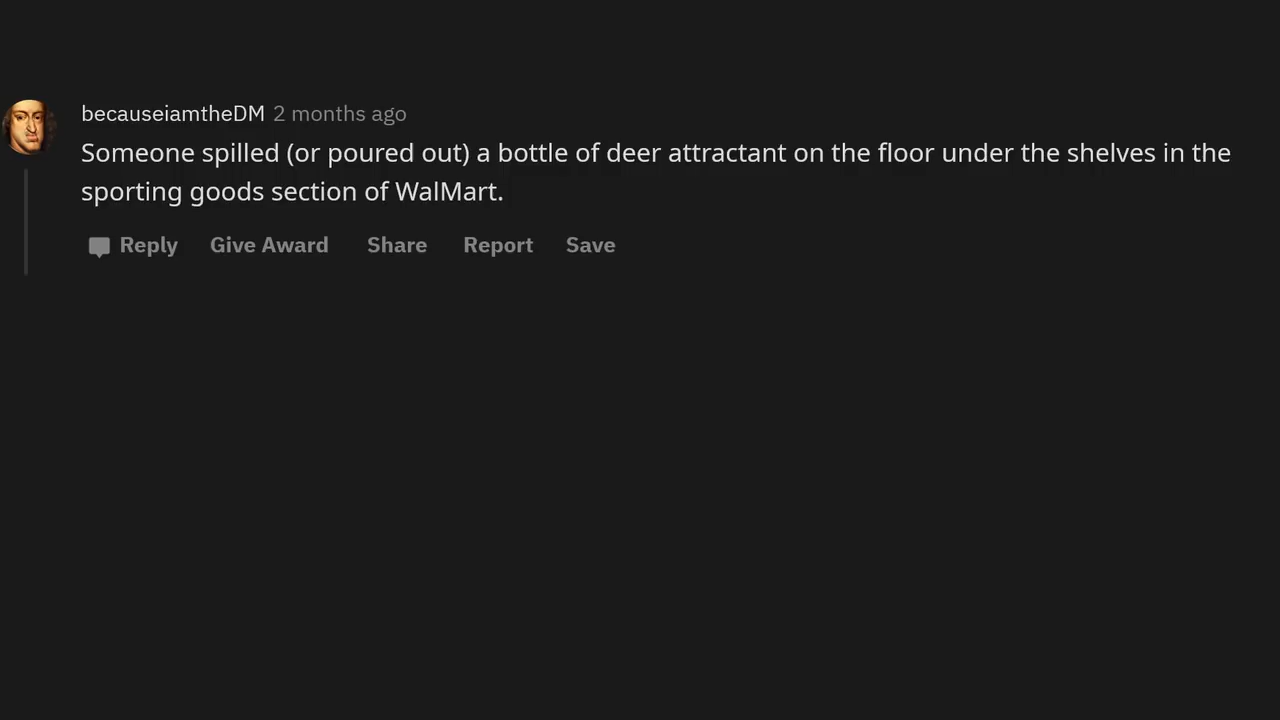 becauseiamtheDM 2 months ago
Someone spilled (or poured out) a bottle of deer attractant on the floor under the shelves in the
sporting goods section of WalMart.
Reply Give Award Share Report Save